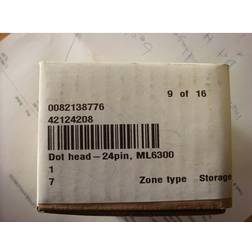 9 of 16
0082138776
42124208
Dot head—24pin, ML6300
1
7 Zone type Storage